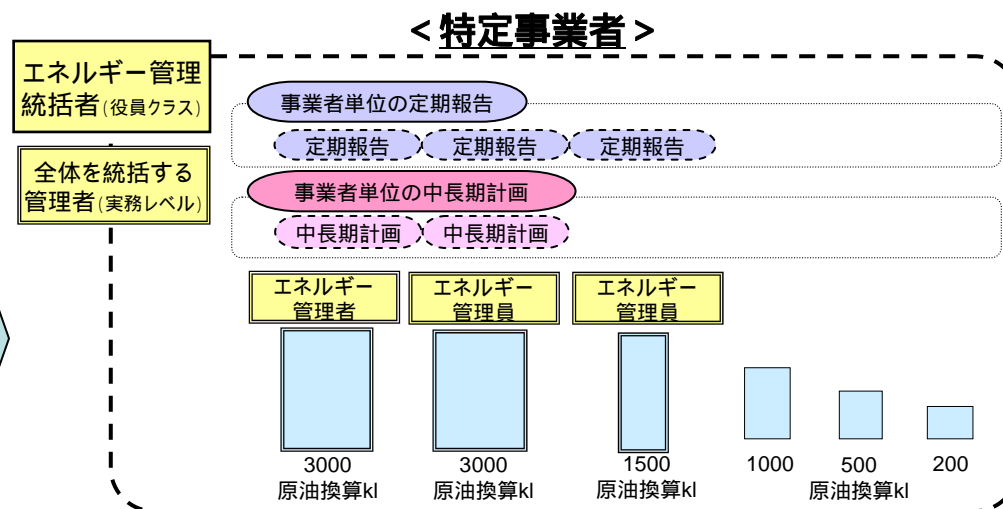 ＜特定事業者＞
エネルギー管理
統括者(役員クラス)
全体を統括する
管理者(実務レベル)
事業者単位の定期報告
定期報告 定期報告 定期報告
事業者単位の中長期計画
中長期計画 中長期計画
エネルギー
管理者
エネルギー
管理員
エネルギー
管理員
3000 3000 1500 1000 500 200
原油換算kl 原油換算kl 原油換算kl 原油換算kl